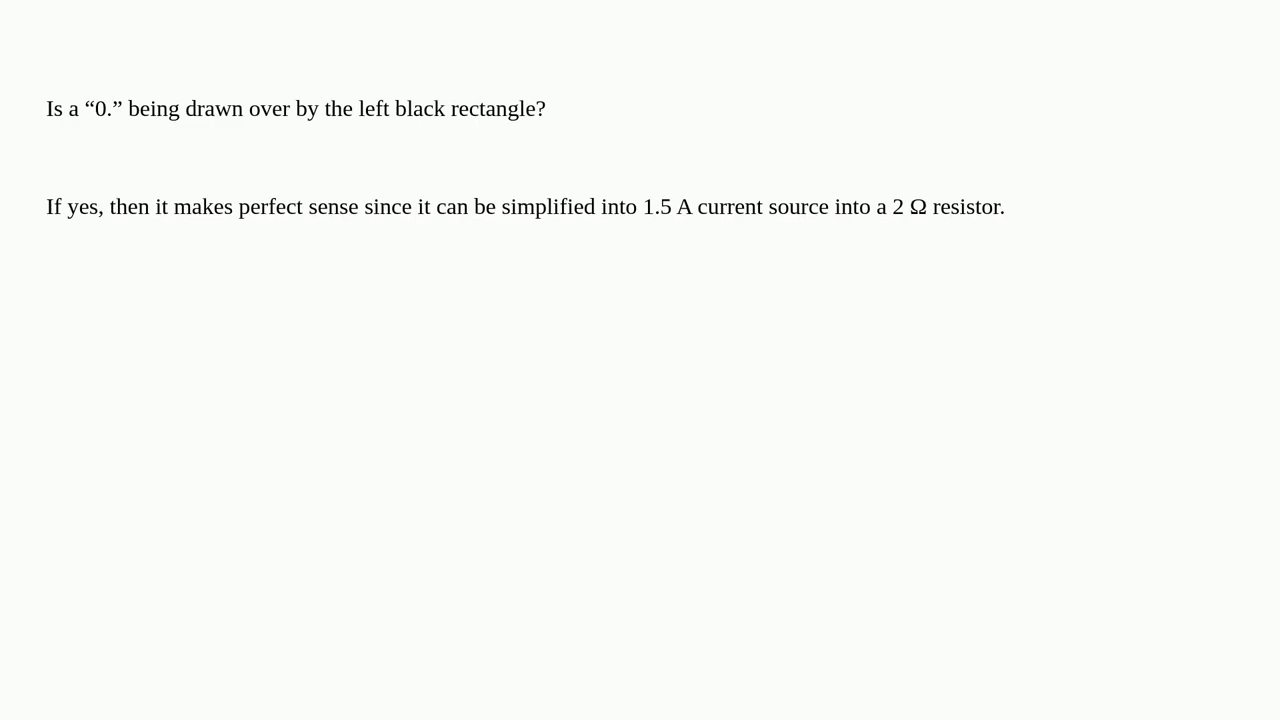 Is a “0.” being drawn over by the left black rectangle?
If yes, then it makes perfect sense since it can be simplified into 1.5 A current source into a 2 Ω resistor.